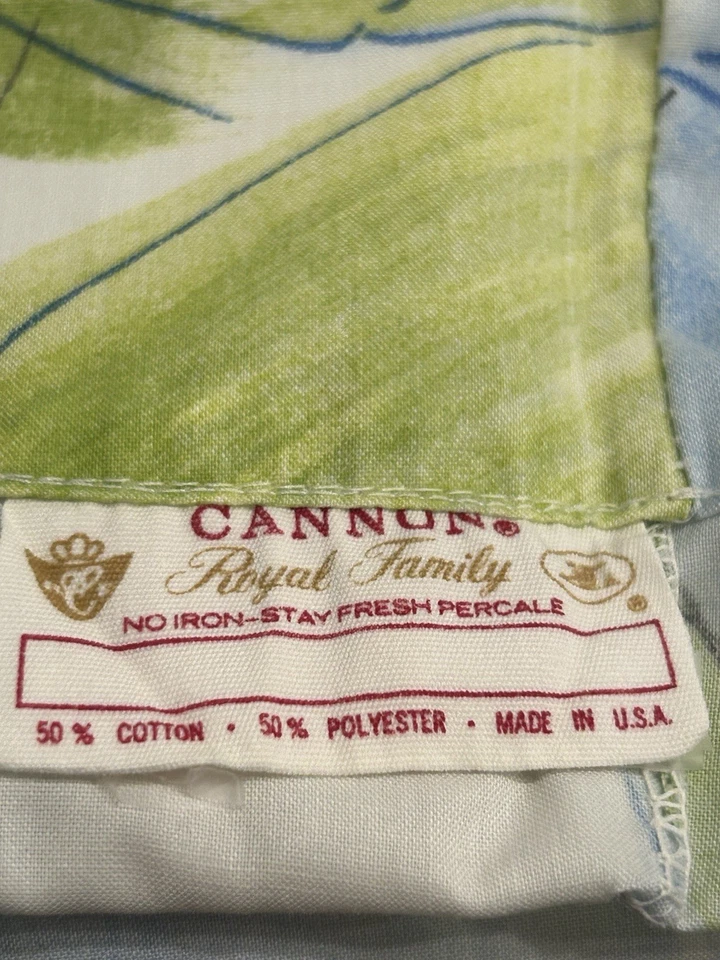 CANNON®
Royal Family
®
NO IRON-STAY FRESH PERCALE
50% COTTON • 50% POLYESTER • MADE IN U.S.A.